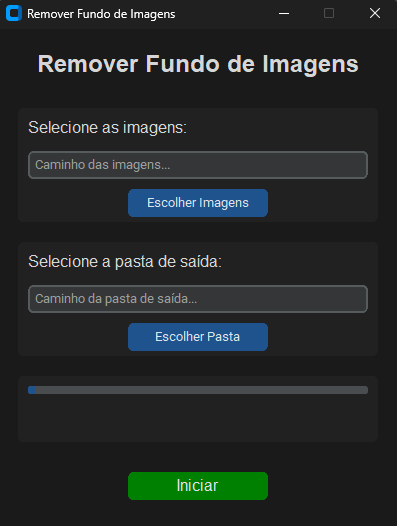 Remover Fundo de Imagens
Remover Fundo de Imagens
Selecione as imagens:
Caminho das imagens...
Escolher Imagens
Selecione a pasta de saída:
Caminho da pasta de saída...
Escolher Pasta
Iniciar